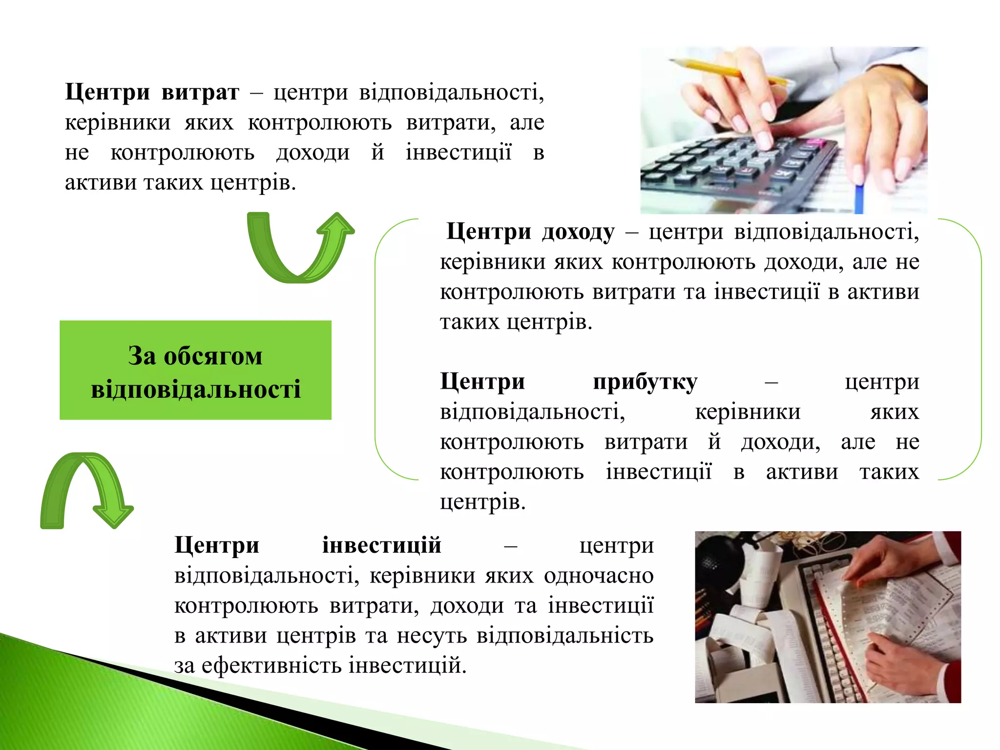 Центри витрат – центри відповідальності,
керівники яких контролюють витрати, але
не контролюють доходи й інвестиції в
активи таких центрів.
Центри доходу – центри відповідальності,
керівники яких контролюють доходи, але не
контролюють витрати та інвестиції в активи
таких центрів.
За обсягом
відповідальності
Центри прибутку – центри
відповідальності, керівники яких
контролюють витрати й доходи, але не
контролюють інвестиції в активи таких
центрів.
Центри інвестицій – центри
відповідальності, керівники яких одночасно
контролюють витрати, доходи та інвестиції
в активи центрів та несуть відповідальність
за ефективність інвестицій.